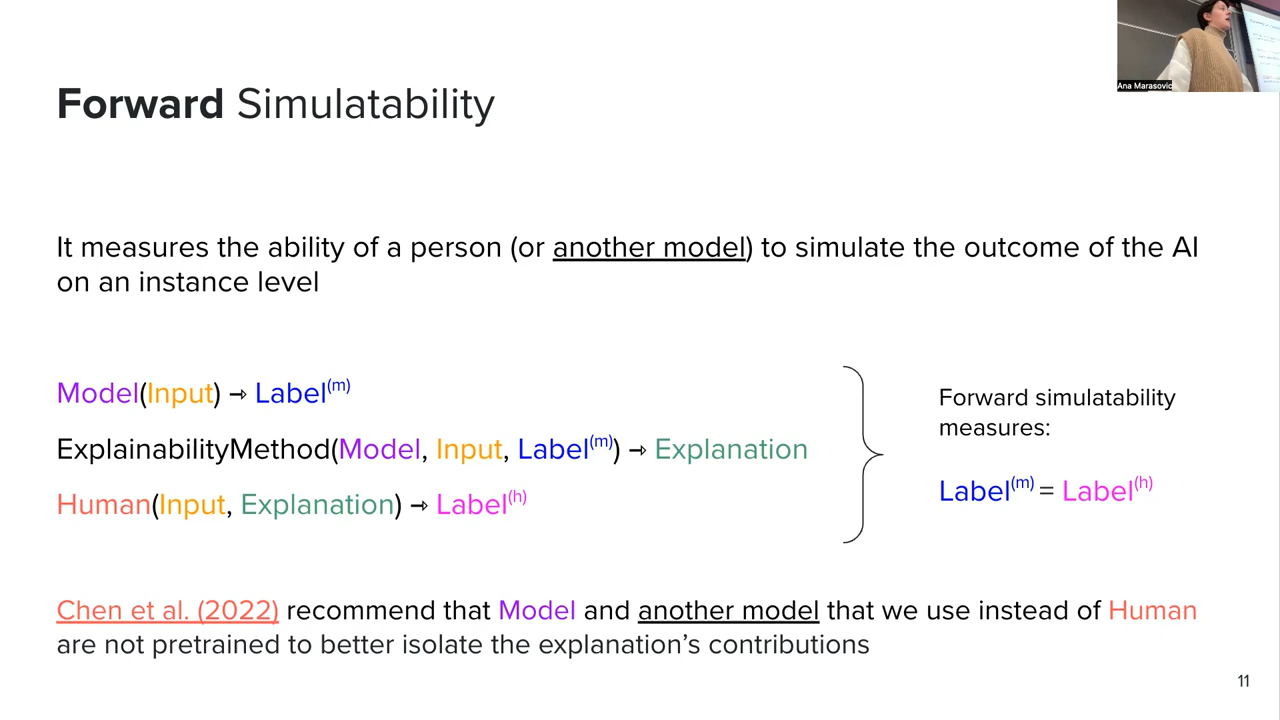 Ana Marasovic
Forward Simulatability
It measures the ability of a person (or another model) to simulate the outcome of the AI
on an instance level
Model(Input) → Label(m)
ExplainabilityMethod(Model, Input, Label(m)) → Explanation
Human(Input, Explanation) → Label(h)
Forward simulatability
measures:
Label(m) = Label(h)
Chen et al. (2022) recommend that Model and another model that we use instead of Human
are not pretrained to better isolate the explanation's contributions
11